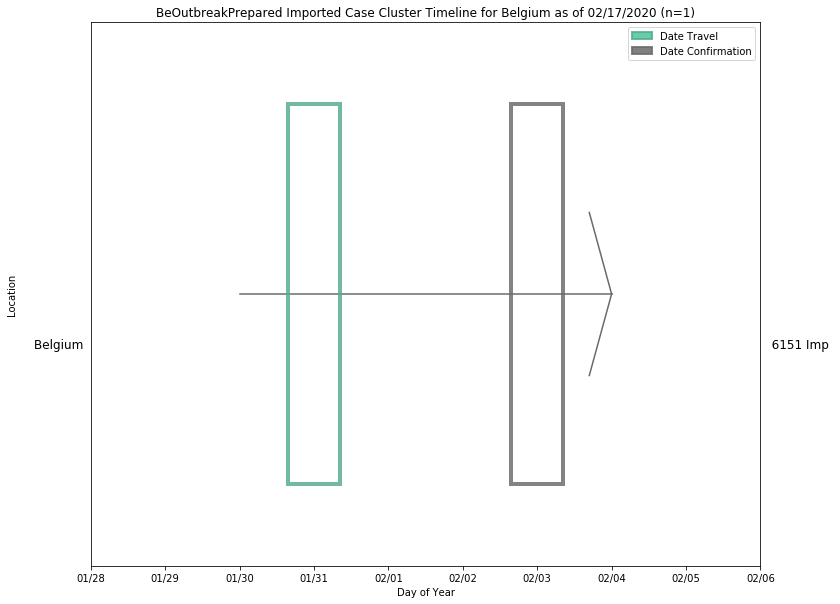 BeOutbreakPrepared Imported Case Cluster Timeline for Belgium as of 02/17/2020 (n=1)
Date Travel
Date Confirmation
Location
Belgium
6151 Imp
01/28 01/29 01/30 01/31 02/01 02/02 02/03 02/04 02/05 02/06
Day of Year